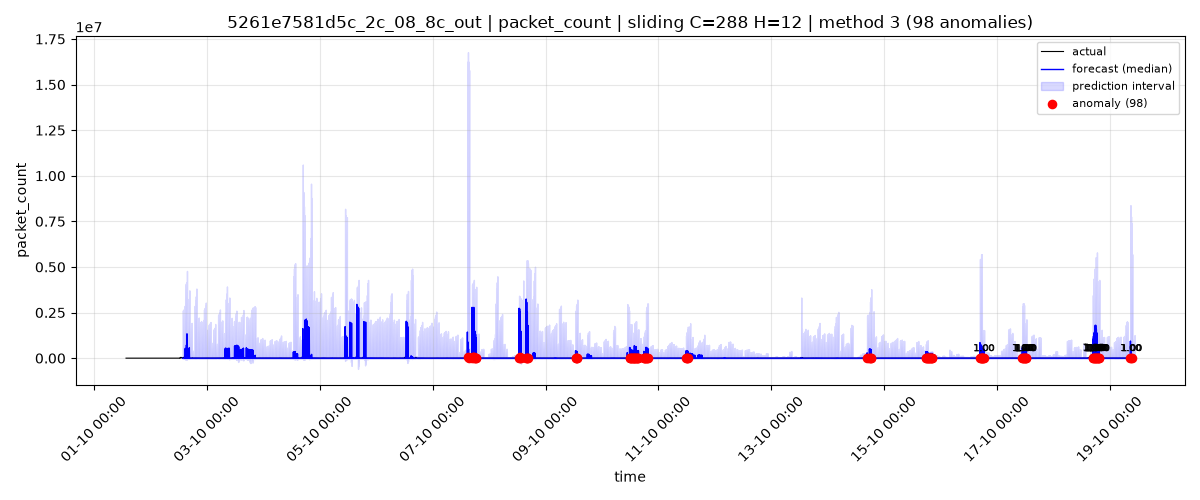 5261e7581d5c_2c_08_8c_out | packet_count | sliding C=288 H=12 | method 3 (98 anomalies)
1e7
1.75
1.50
1.25
1.00
0.75
0.50
0.25
0.00
packet_count
actual
forecast (median)
prediction interval
anomaly (98)
1.00
01-10 00:00
03-10 00:00
05-10 00:00
07-10 00:00
09-10 00:00
11-10 00:00
13-10 00:00
15-10 00:00
17-10 00:00
19-10 00:00
time